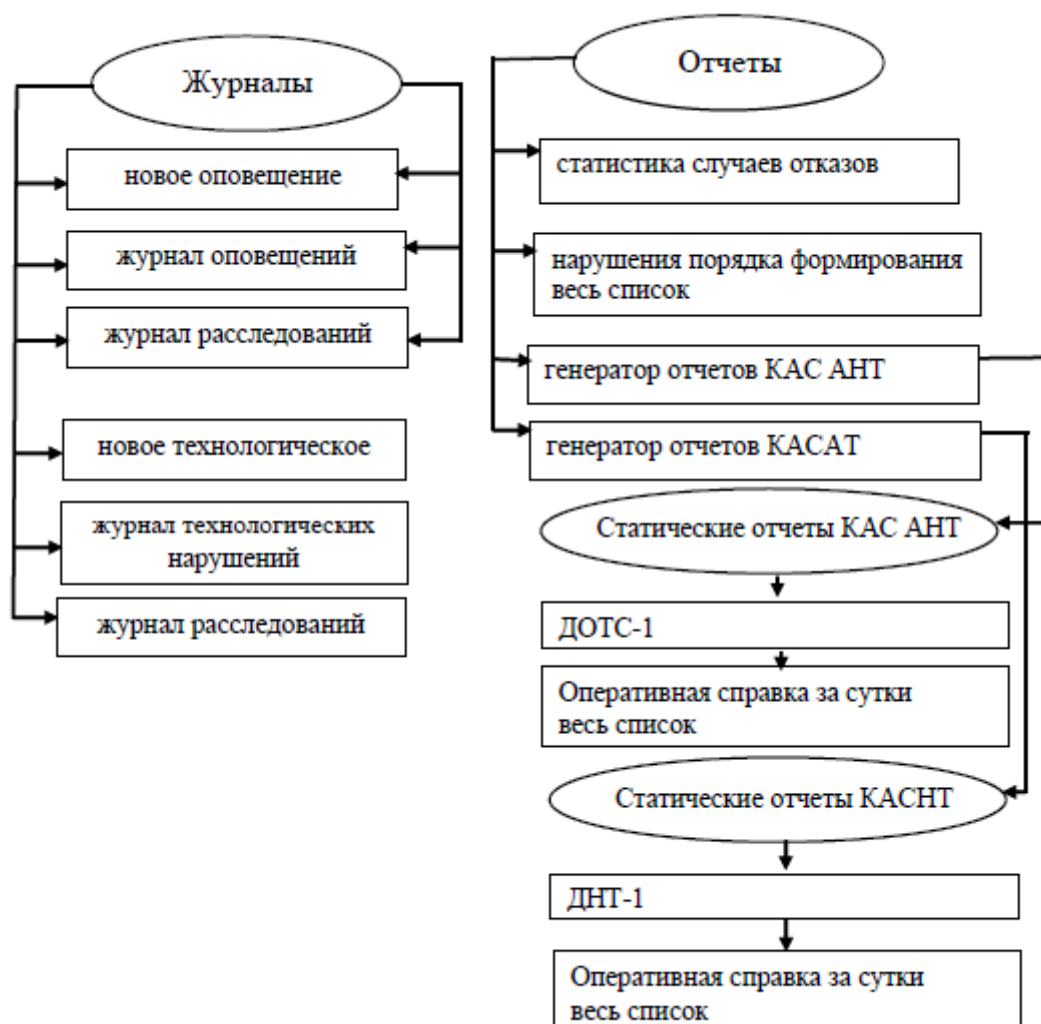 Журналы
новое оповещение
журнал оповещений
журнал расследований
новое технологическое
журнал технологических
нарушений
журнал расследований
Отчеты
статистика случаев отказов
нарушения порядка формирования
весь список
генератор отчетов КАС АНТ
генератор отчетов КАСАТ
Статические отчеты КАС АНТ
ДОТС-1
Оперативная справка за сутки
весь список
Статические отчеты КАСНТ
ДНТ-1
Оперативная справка за сутки
весь список